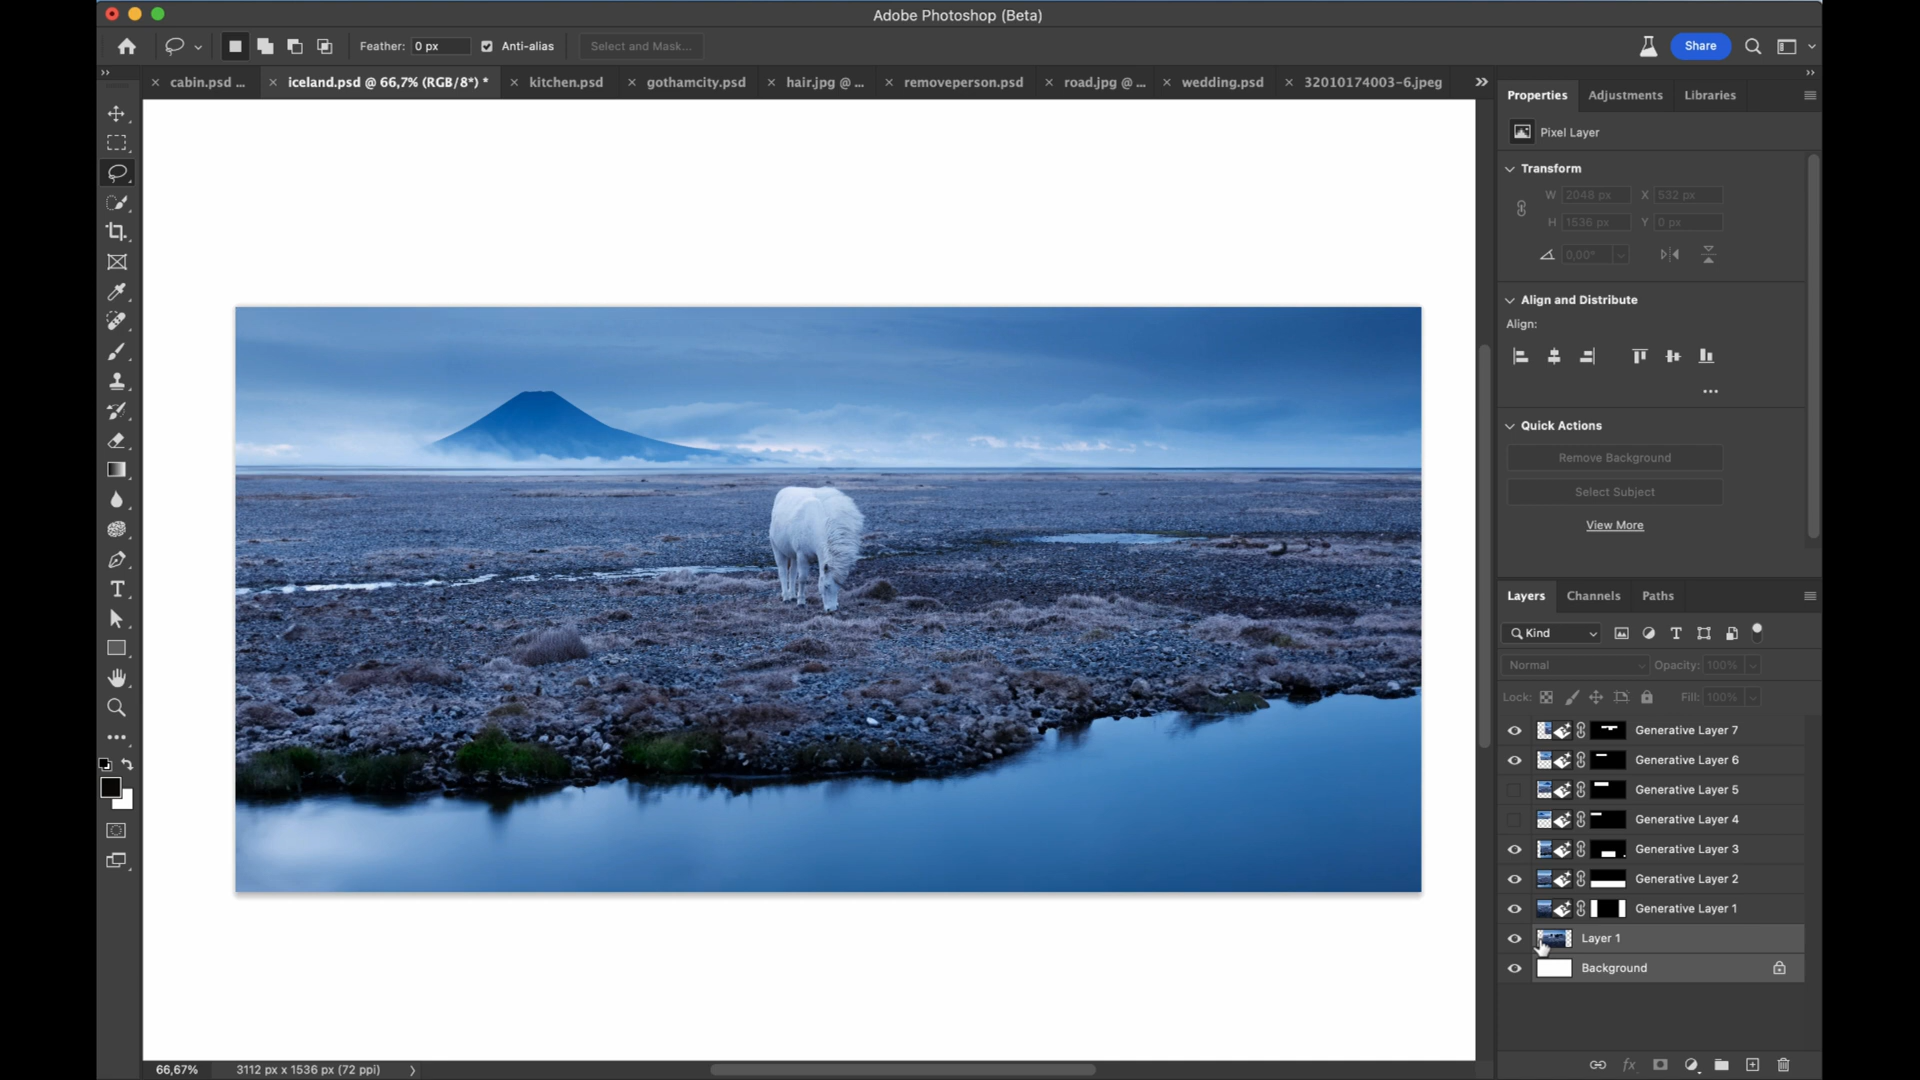 Adobe Photoshop (Beta)
Feather: 0 px Anti-alias Select and Mask... Share
cabin.psd ... iceland.psd @ 66,7% (RGB/8*) * kitchen.psd gothamcity.psd hair.jpg @ ... removeperson.psd road.jpg @ ... wedding.psd 32010174003-6.jpeg
Properties Adjustments Libraries
Pixel Layer
Transform
W 2048 px X 532 px
H 1536 px Y 0 px
0,00°
Align and Distribute
Align:
Quick Actions
Remove Background
Select Subject
View More
Layers Channels Paths
Kind
Normal Opacity: 100%
Lock: Fill: 100%
Generative Layer 7
Generative Layer 6
Generative Layer 5
Generative Layer 4
Generative Layer 3
Generative Layer 2
Generative Layer 1
Layer 1
Background
66,67% 3112 px x 1536 px (72 ppi)